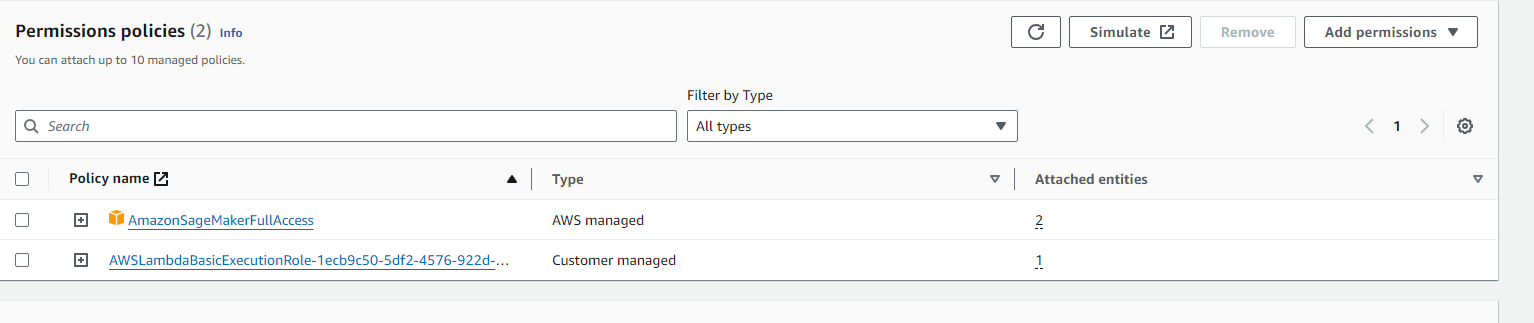 Permissions policies (2) Info
Simulate Remove Add permissions
You can attach up to 10 managed policies.
Filter by Type
Search All types 1
Policy name Type Attached entities
AmazonSageMakerFullAccess AWS managed 2
AWSLambdaBasicExecutionRole-1ecb9c50-5df2-4576-922d-... Customer managed 1